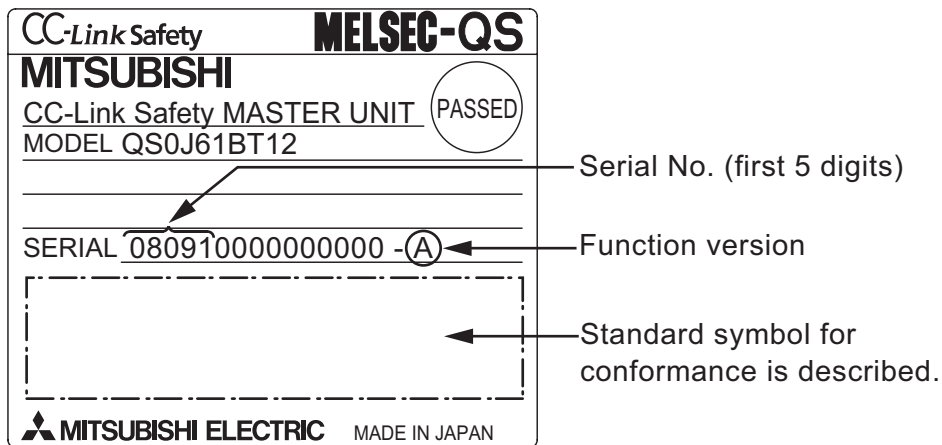 CC-Link Safety MELSEC-QS
MITSUBISHI
CC-Link Safety MASTER UNIT PASSED
MODEL QS0J61BT12
Serial No. (first 5 digits)
SERIAL 080910000000000 -A Function version
Standard symbol for
conformance is described.
MITSUBISHI ELECTRIC MADE IN JAPAN